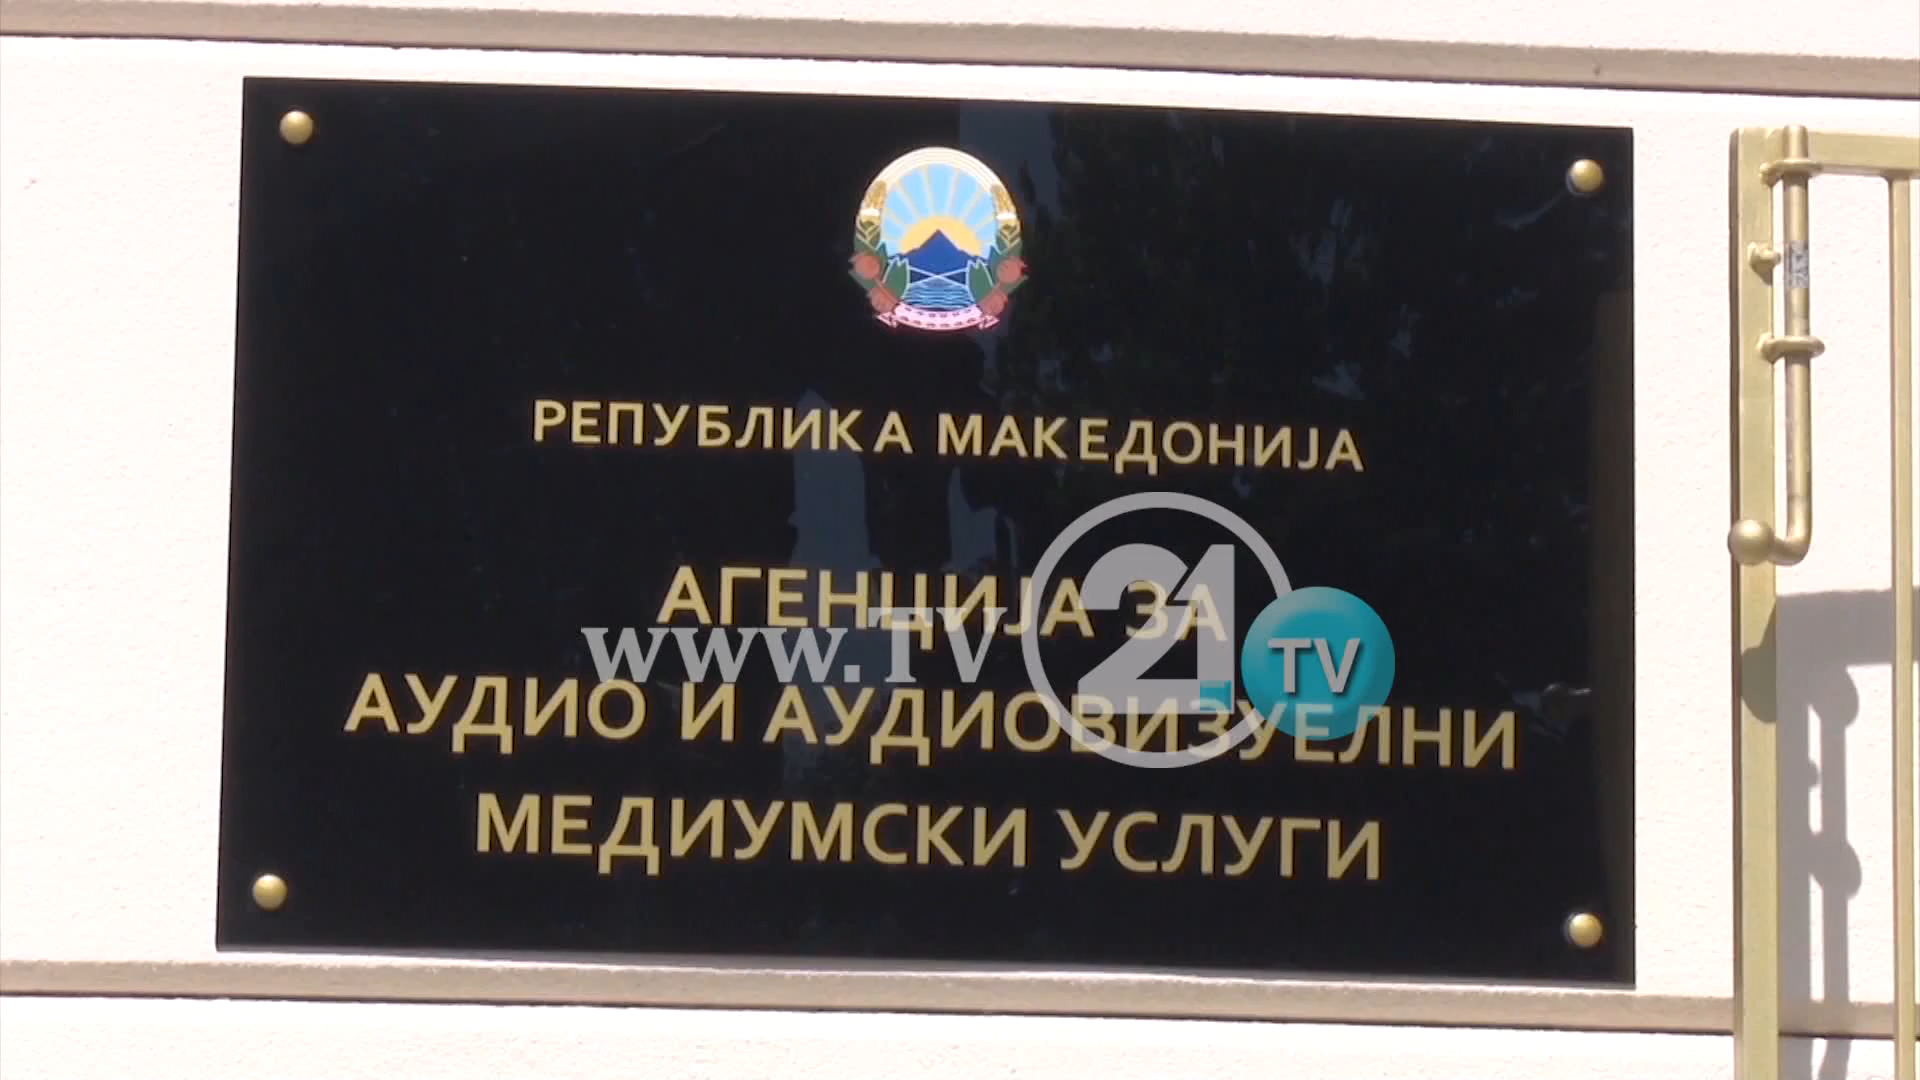 РЕПУБЛИКА МАКЕДОНИЈА
АГЕНЦИЈА ЗА
www.TV 21 TV
АУДИО И АУДИОВИЗУЕЛНИ
МЕДИУМСКИ УСЛУГИ